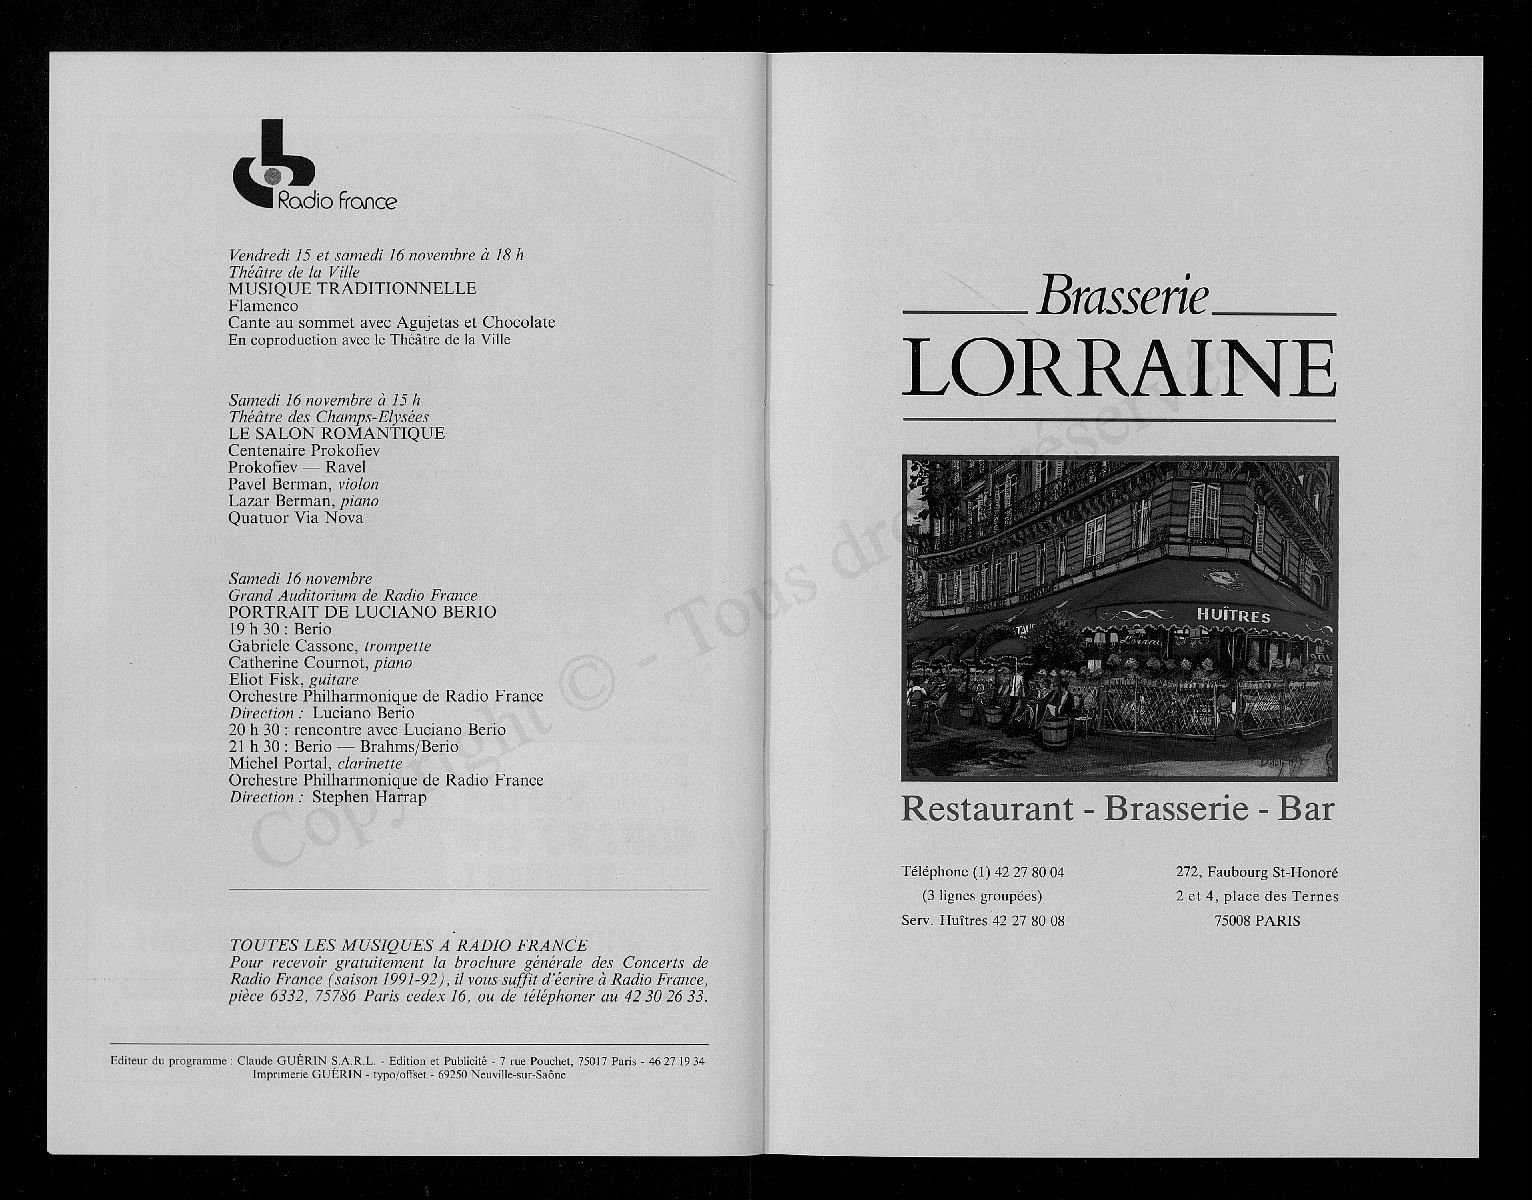 Radio france
Vendredi 15 et samedi 16 novembre à 18 h
Théâtre de la Ville
MUSIQUE TRADITIONNELLE
Flamenco
Cante au sommet avec Agujetas et Chocolate
En coproduction avec le Théâtre de la Ville
Samedi 16 novembre à 15 h
Théâtre des Champs-Elysées
LE SALON ROMANTIQUE
Centenaire Prokofiev
Prokofiev — Ravel
Pavel Berman, violon
Lazar Berman, piano
Quatuor Via Nova
Samedi 16 novembre
Grand Auditorium de Radio France
PORTRAIT DE LUCIANO BERIO
19 h 30 : Berio
Gabriele Cassone, trompette
Catherine Cournot, piano
Eliot Fisk, guitare
Orchestre Philharmonique de Radio France
Direction : Luciano Berio
20 h 30 : rencontre avec Luciano Berio
21 h 30 : Berio — Brahms/Berio
Michel Portal, clarinette
Orchestre Philharmonique de Radio France
Direction : Stephen Harrap
TOUTES LES MUSIQUES A RADIO FRANCE
Pour recevoir gratuitement la brochure générale des Concerts de
Radio France (saison 1991-92), il vous suffit d'écrire à Radio France,
pièce 6332, 75786 Paris cedex 16, ou de téléphoner au 42 30 26 33.
Editeur du programme : Claude GUÉRIN S.A.R.L. - Edition et Publicité - 7 rue Pouchet, 75017 Paris - 46 27 19 34
Imprimerie GUÉRIN - typo/offset - 69250 Neuville-sur-Saône
Copyright © - Tous droits réservés
Brasserie
LORRAINE
HUÎTRES
Lorraine
Restaurant - Brasserie - Bar
Téléphone (1) 42 27 80 04
(3 lignes groupées)
Serv. Huîtres 42 27 80 08
272, Faubourg St-Honoré
2 et 4, place des Ternes
75008 PARIS